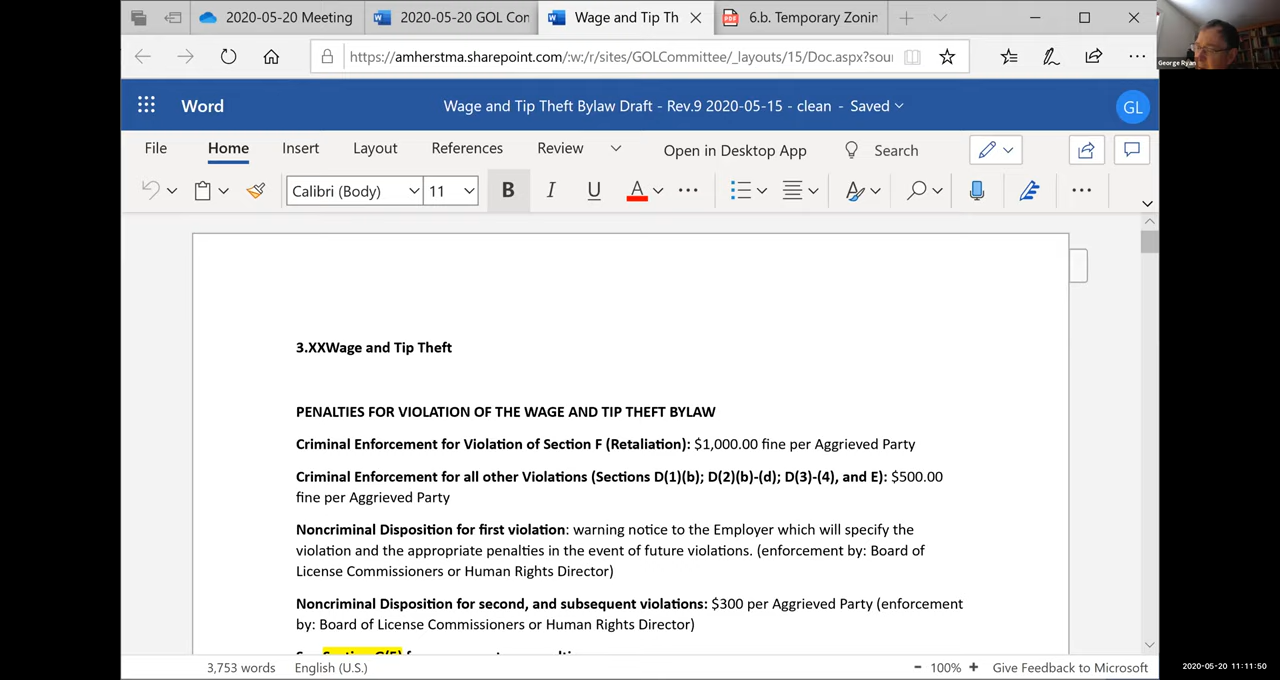 2020-05-20 Meeting
2020-05-20 GOL Con
Wage and Tip Th
6.b. Temporary Zonin
https://amherstma.sharepoint.com/:w:/r/sites/GOLCommittee/_layouts/15/Doc.aspx?sour
George Ryan
Word
Wage and Tip Theft Bylaw Draft - Rev.9 2020-05-15 - clean - Saved
GL
File Home Insert Layout References Review Open in Desktop App Search
Calibri (Body) 11 B I U A
3.XXWage and Tip Theft
PENALTIES FOR VIOLATION OF THE WAGE AND TIP THEFT BYLAW
Criminal Enforcement for Violation of Section F (Retaliation): $1,000.00 fine per Aggrieved Party
Criminal Enforcement for all other Violations (Sections D(1)(b); D(2)(b)-(d); D(3)-(4), and E): $500.00
fine per Aggrieved Party
Noncriminal Disposition for first violation: warning notice to the Employer which will specify the
violation and the appropriate penalties in the event of future violations. (enforcement by: Board of
License Commissioners or Human Rights Director)
Noncriminal Disposition for second, and subsequent violations: $300 per Aggrieved Party (enforcement
by: Board of License Commissioners or Human Rights Director)
3,753 words English (U.S.) - 100% + Give Feedback to Microsoft
2020-05-20 11:11:50